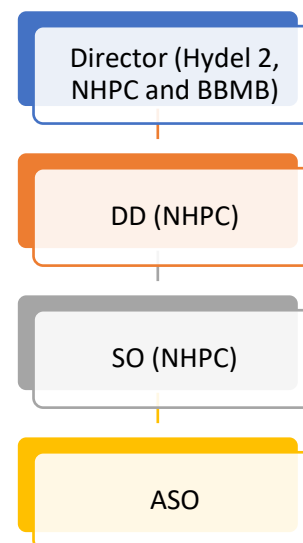 Director (Hydel 2,
NHPC and BBMB)
DD (NHPC)
SO (NHPC)
ASO